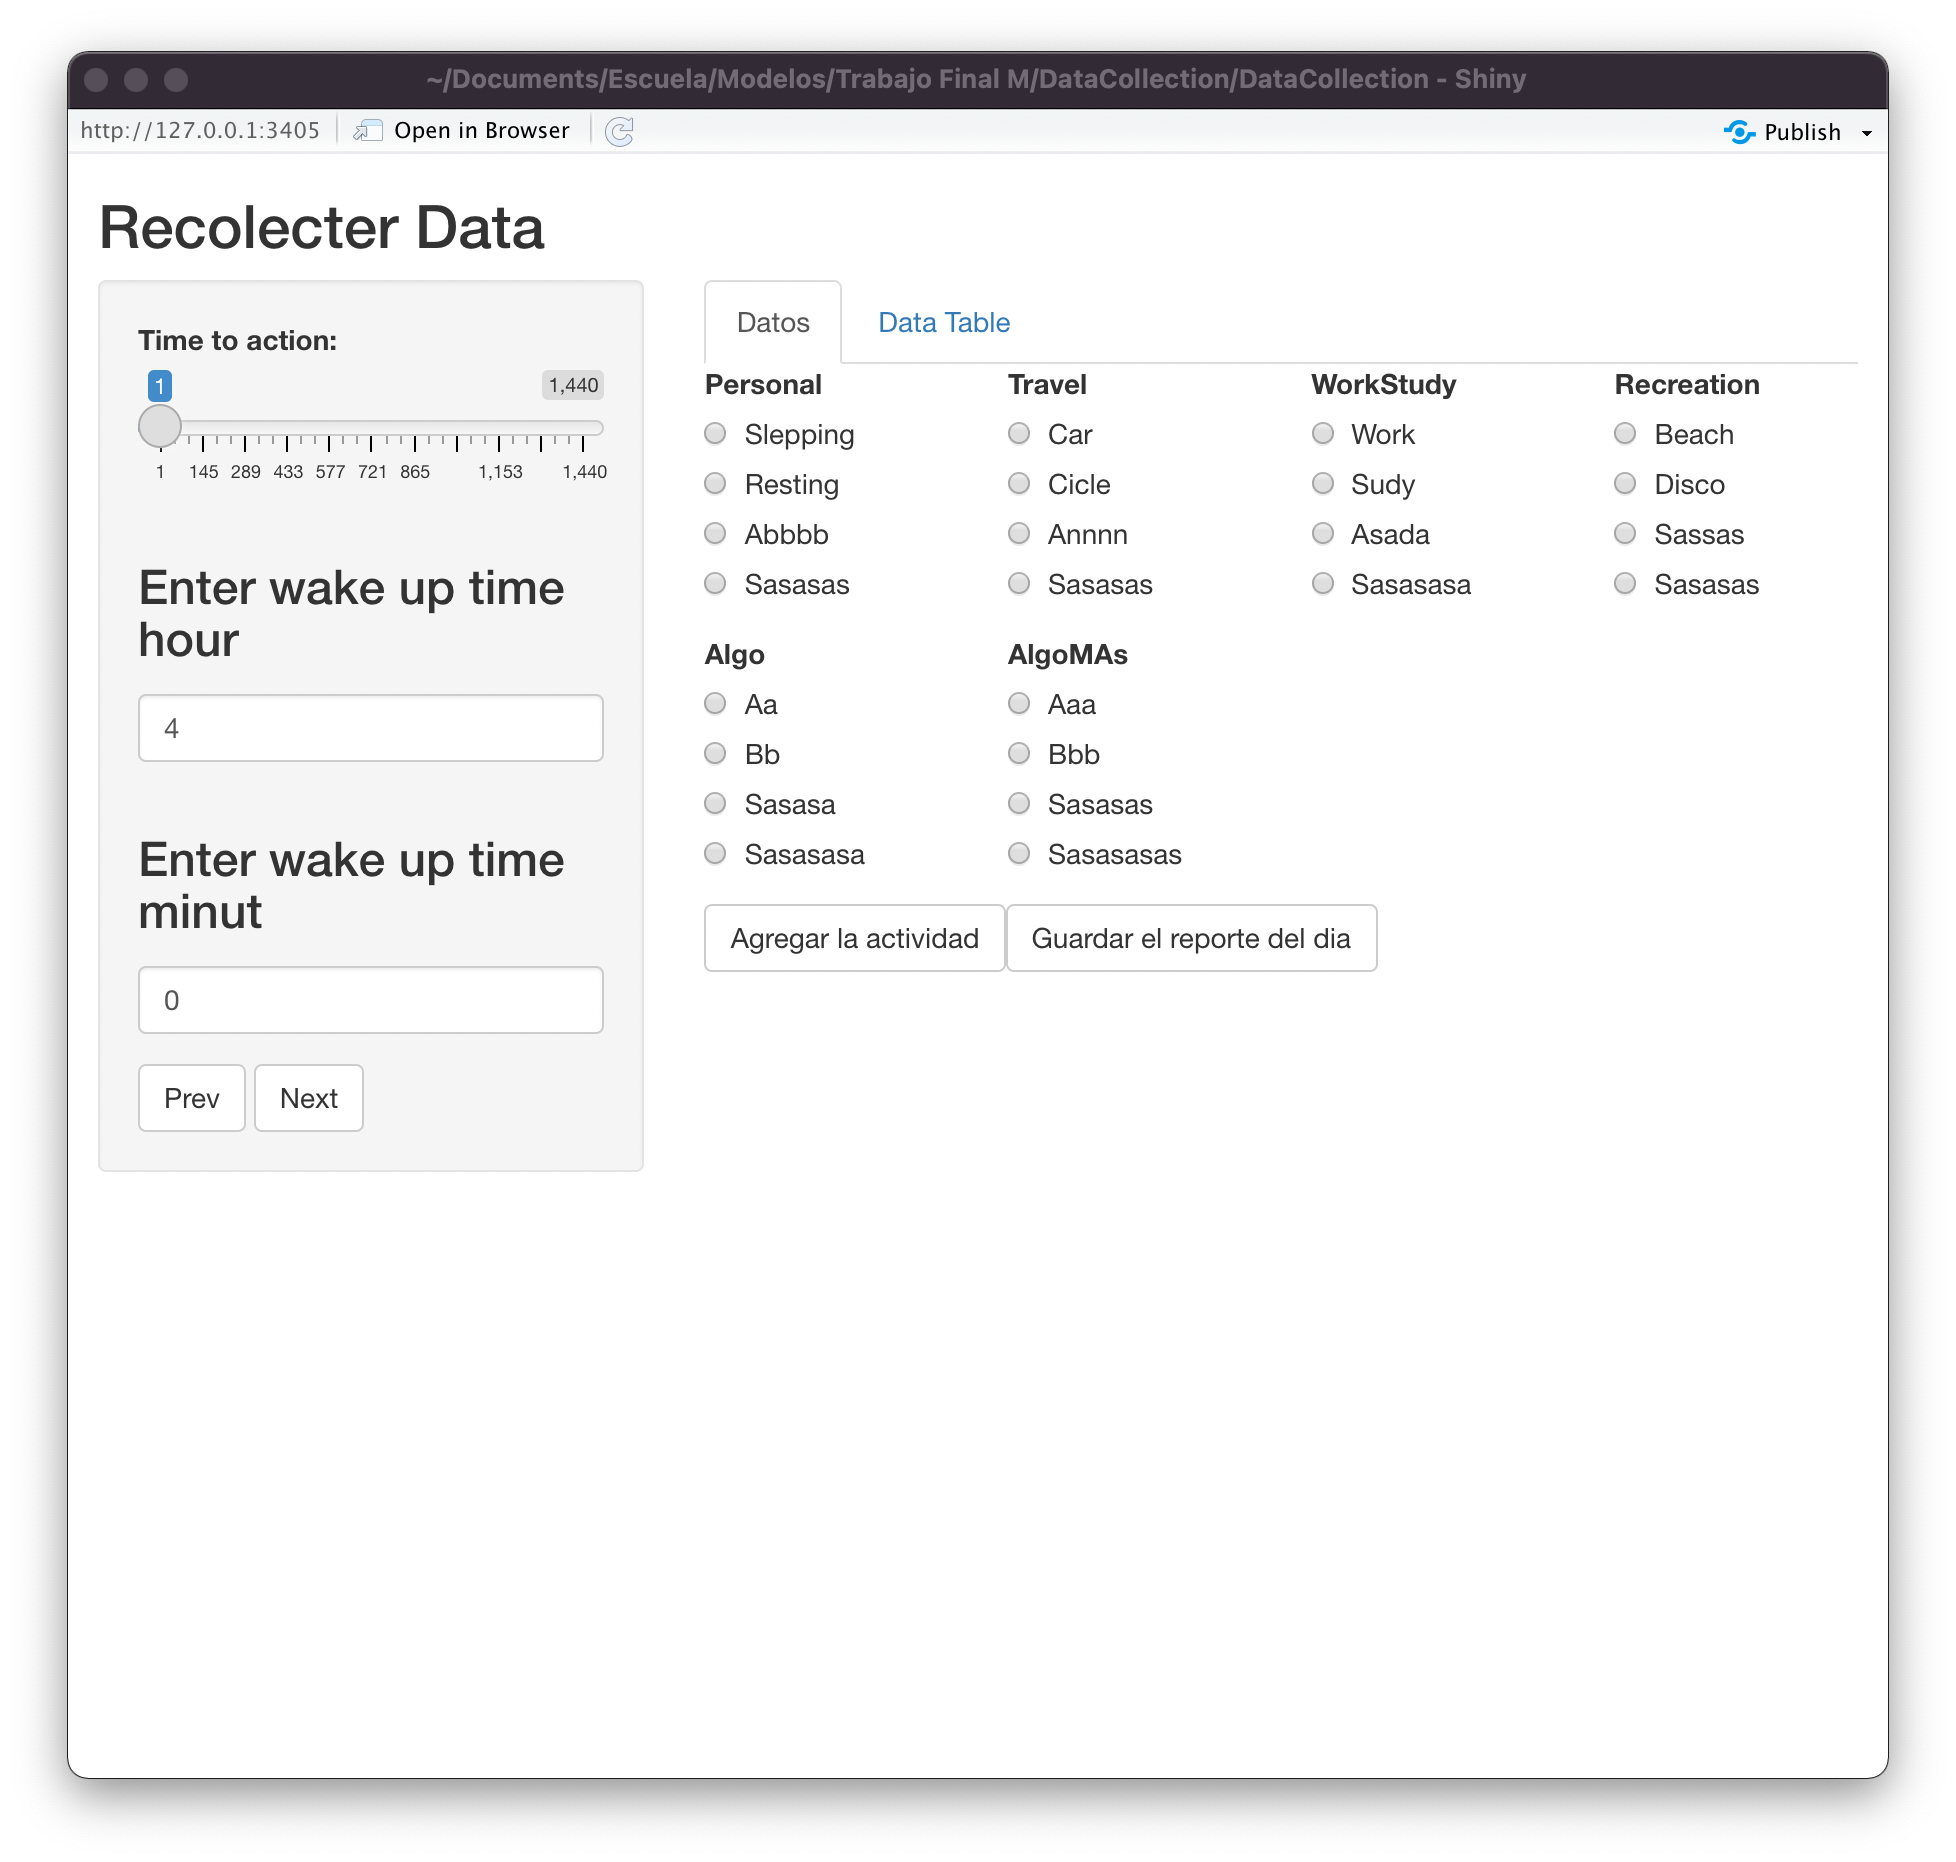 ~/Documents/Escuela/Modelos/Trabajo Final M/DataCollection/DataCollection - Shiny
http://127.0.0.1:3405 Open in Browser Publish
Recolecter Data
Time to action:
1 1,440
1 145 289 433 577 721 865 1,153 1,440
Enter wake up time
hour
4
Enter wake up time
minut
0
Prev Next
Datos Data Table
Personal Travel WorkStudy Recreation
Slepping Car Work Beach
Resting Cicle Sudy Disco
Abbbb Annnn Asada Sassas
Sasasas Sasasas Sasasasa Sasasas
Algo AlgoMAs
Aa Aaa
Bb Bbb
Sasasa Sasasas
Sasasasa Sasasasas
Agregar la actividad Guardar el reporte del dia